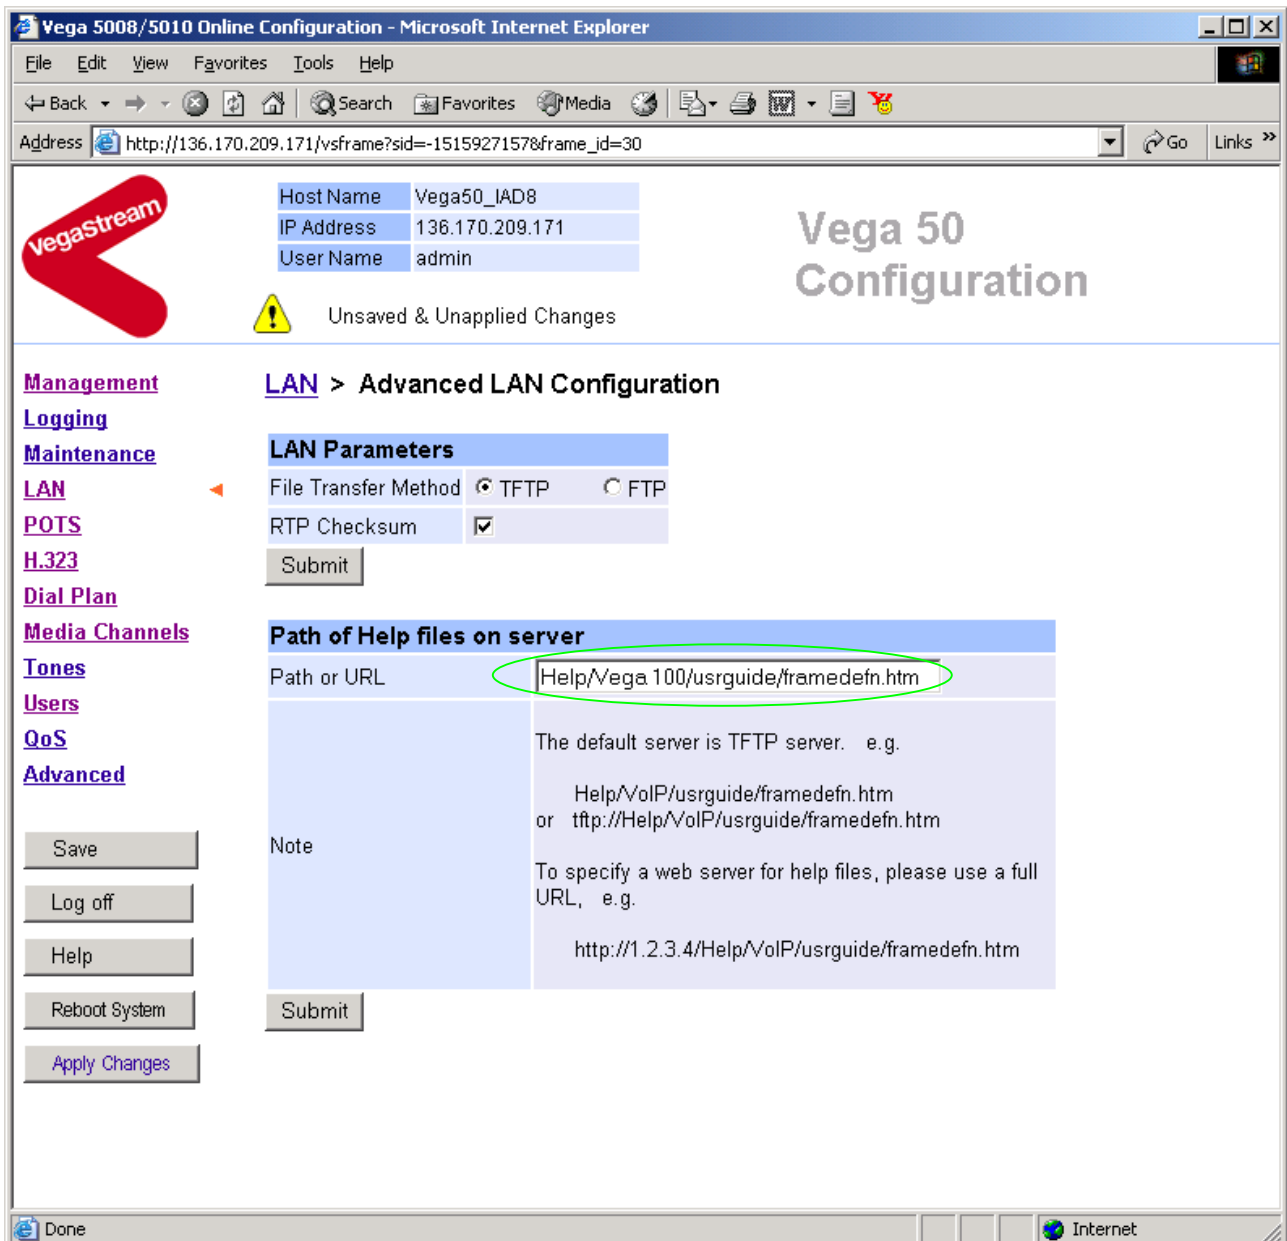 Vega 5008/5010 Online Configuration - Microsoft Internet Explorer
File Edit View Favorites Tools Help
Back Search Favorites Media
Address http://136.170.209.171/vsframe?sid=-1515927157&frame_id=30 Go Links »
vegastream
Host Name Vega50_IAD8
IP Address 136.170.209.171
User Name admin
Vega 50
Configuration
Unsaved & Unapplied Changes
Management
Logging
Maintenance
LAN
POTS
H.323
Dial Plan
Media Channels
Tones
Users
QoS
Advanced
Save
Log off
Help
Reboot System
Apply Changes
LAN > Advanced LAN Configuration
LAN Parameters
File Transfer Method TFTP FTP
RTP Checksum
Submit
Path of Help files on server
Path or URL Help/Vega 100/usrguide/framedefn.htm
Note
The default server is TFTP server. e.g.
Help/VoIP/usrguide/framedefn.htm
or tftp://Help/VoIP/usrguide/framedefn.htm
To specify a web server for help files, please use a full
URL, e.g.
http://1.2.3.4/Help/VoIP/usrguide/framedefn.htm
Submit
Done Internet